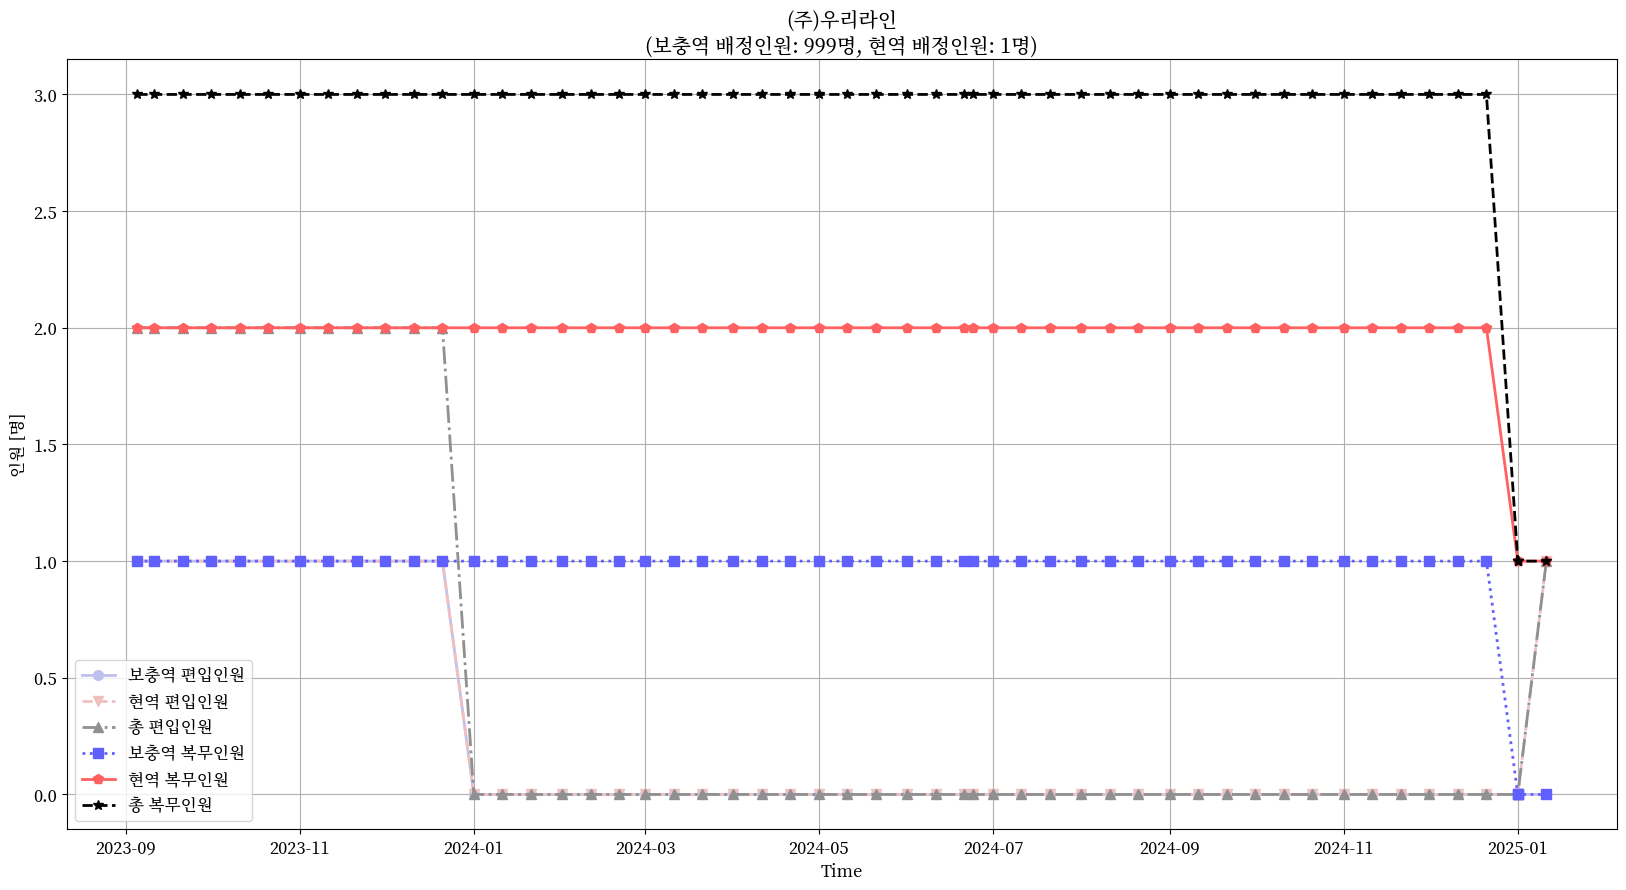 (주)우리라인
(보충역 배정인원: 999명, 현역 배정인원: 1명)
인원 [명]
3.0
2.5
2.0
1.5
1.0
0.5
0.0
보충역 편입인원
현역 편입인원
총 편입인원
보충역 복무인원
현역 복무인원
총 복무인원
2023-09 2023-11 2024-01 2024-03 2024-05 2024-07 2024-09 2024-11 2025-01
Time